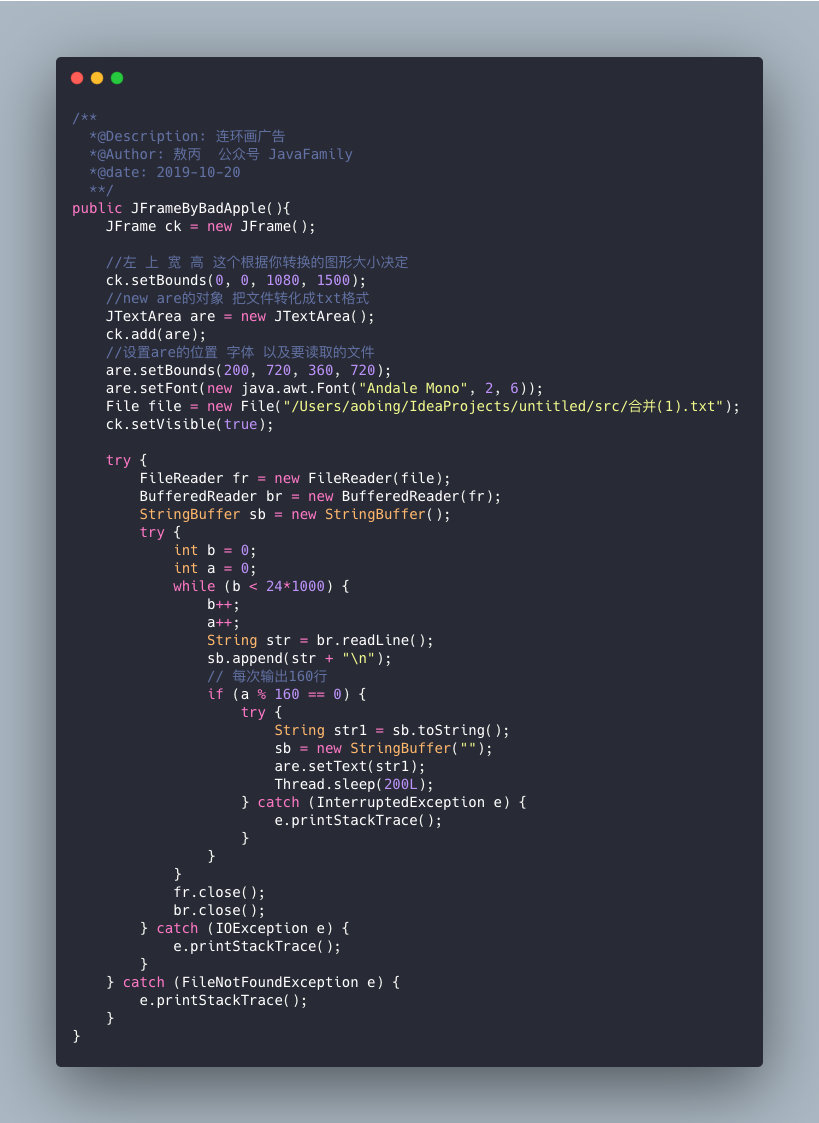 /**
  *@Description: 连环画广告
  *@Author: 敖丙  公众号 JavaFamily
  *@date: 2019-10-20
  **/
public JFrameByBadApple(){
    JFrame ck = new JFrame();

    //左 上 宽 高 这个根据你转换的图形大小决定
    ck.setBounds(0, 0, 1080, 1500);
    //new are的对象 把文件转化成txt格式
    JTextArea are = new JTextArea();
    ck.add(are);
    //设置are的位置 字体 以及要读取的文件
    are.setBounds(200, 720, 360, 720);
    are.setFont(new java.awt.Font("Andale Mono", 2, 6));
    File file = new File("/Users/aobing/IdeaProjects/untitled/src/合并(1).txt");
    ck.setVisible(true);

    try {
        FileReader fr = new FileReader(file);
        BufferedReader br = new BufferedReader(fr);
        StringBuffer sb = new StringBuffer();
        try {
            int b = 0;
            int a = 0;
            while (b < 24*1000) {
                b++;
                a++;
                String str = br.readLine();
                sb.append(str + "\n");
                // 每次输出160行
                if (a % 160 == 0) {
                    try {
                        String str1 = sb.toString();
                        sb = new StringBuffer("");
                        are.setText(str1);
                        Thread.sleep(200L);
                    } catch (InterruptedException e) {
                        e.printStackTrace();
                    }
                }
            }
            fr.close();
            br.close();
        } catch (IOException e) {
            e.printStackTrace();
        }
    } catch (FileNotFoundException e) {
        e.printStackTrace();
    }
}